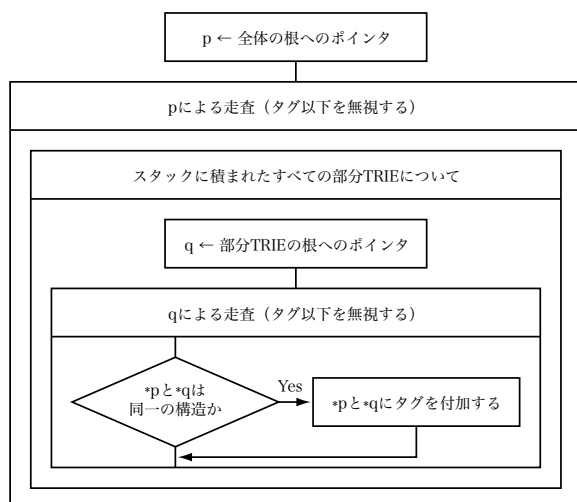 p ← 全体の根へのポインタ
pによる走査（タグ以下を無視する）
スタックに積まれたすべての部分TRIEについて
q ← 部分TRIEの根へのポインタ
qによる走査（タグ以下を無視する）
*pと*qは
同一の構造か
Yes
*pと*qにタグを付加する